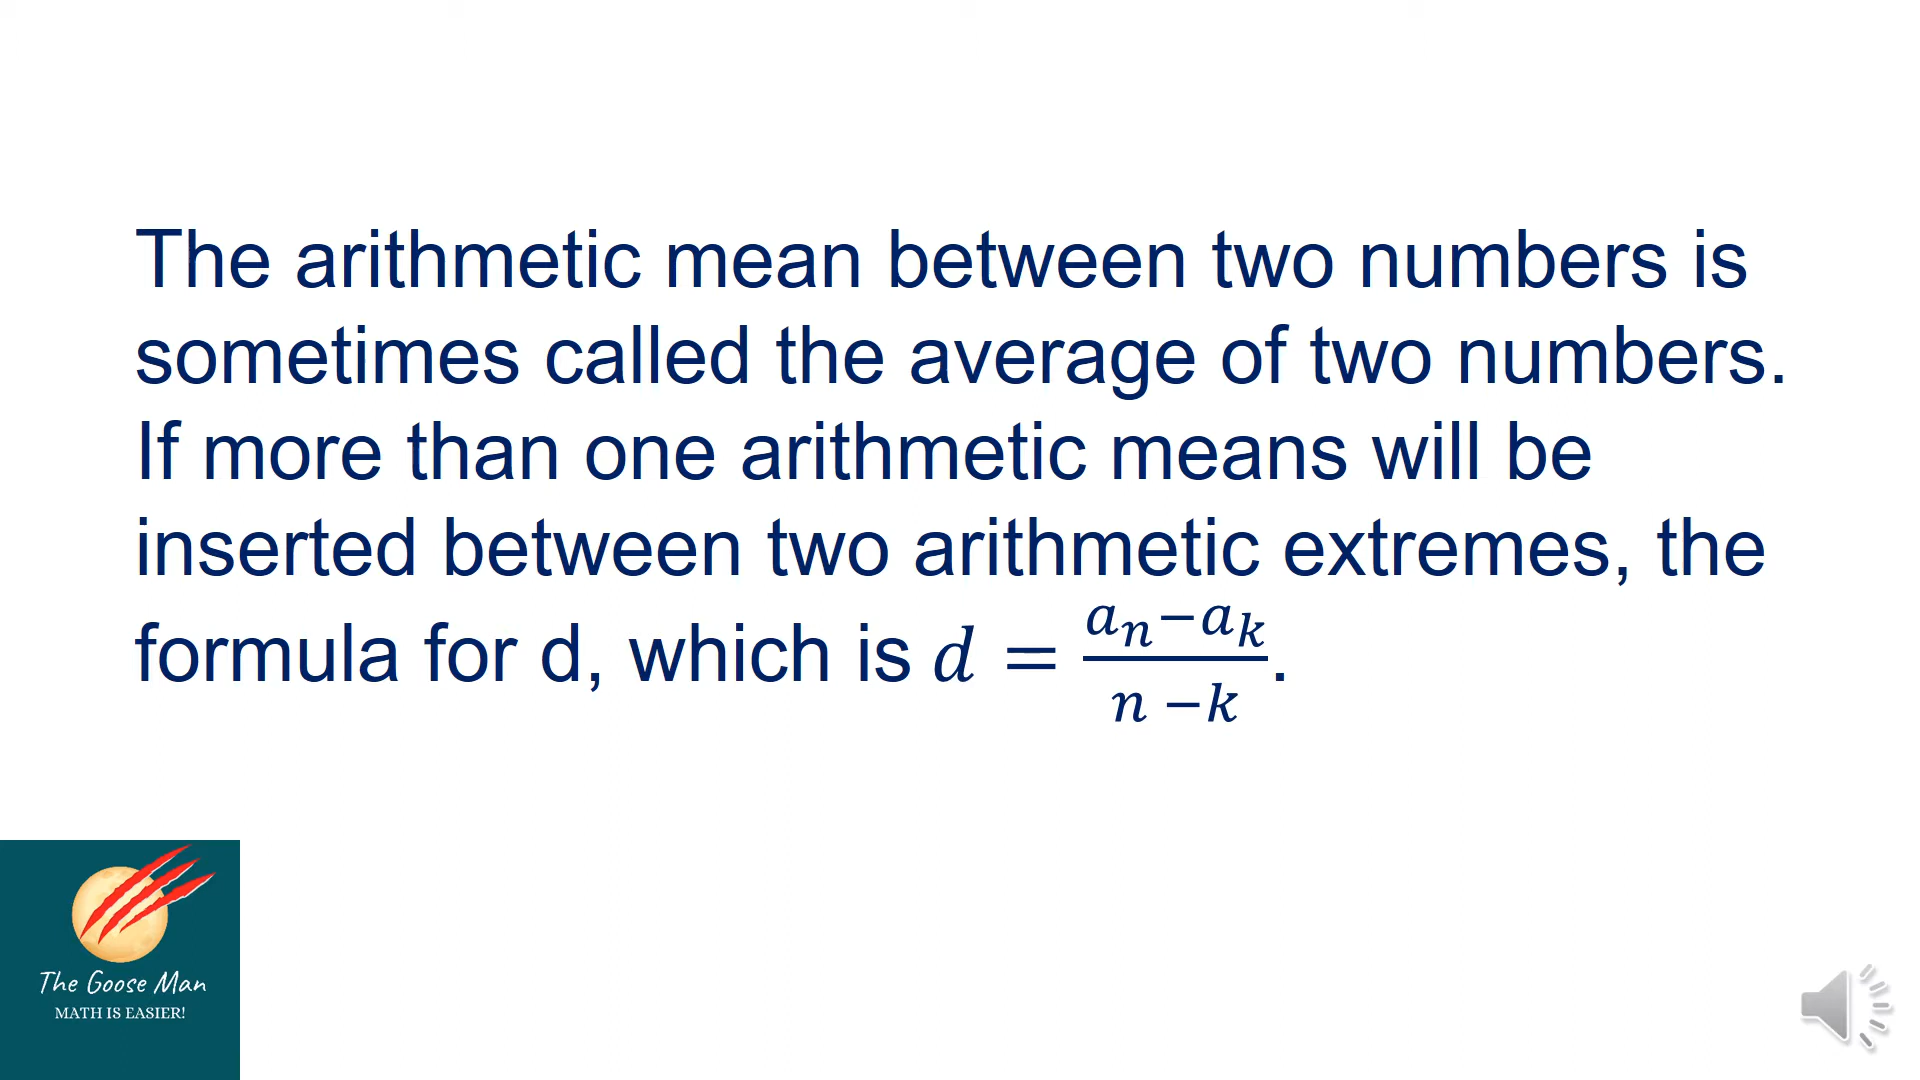 The arithmetic mean between two numbers is
sometimes called the average of two numbers.
If more than one arithmetic means will be
inserted between two arithmetic extremes, the
formula for d, which is $d = \frac{a_n - a_k}{n - k}$.
The Goose Man
MATH IS EASIER!